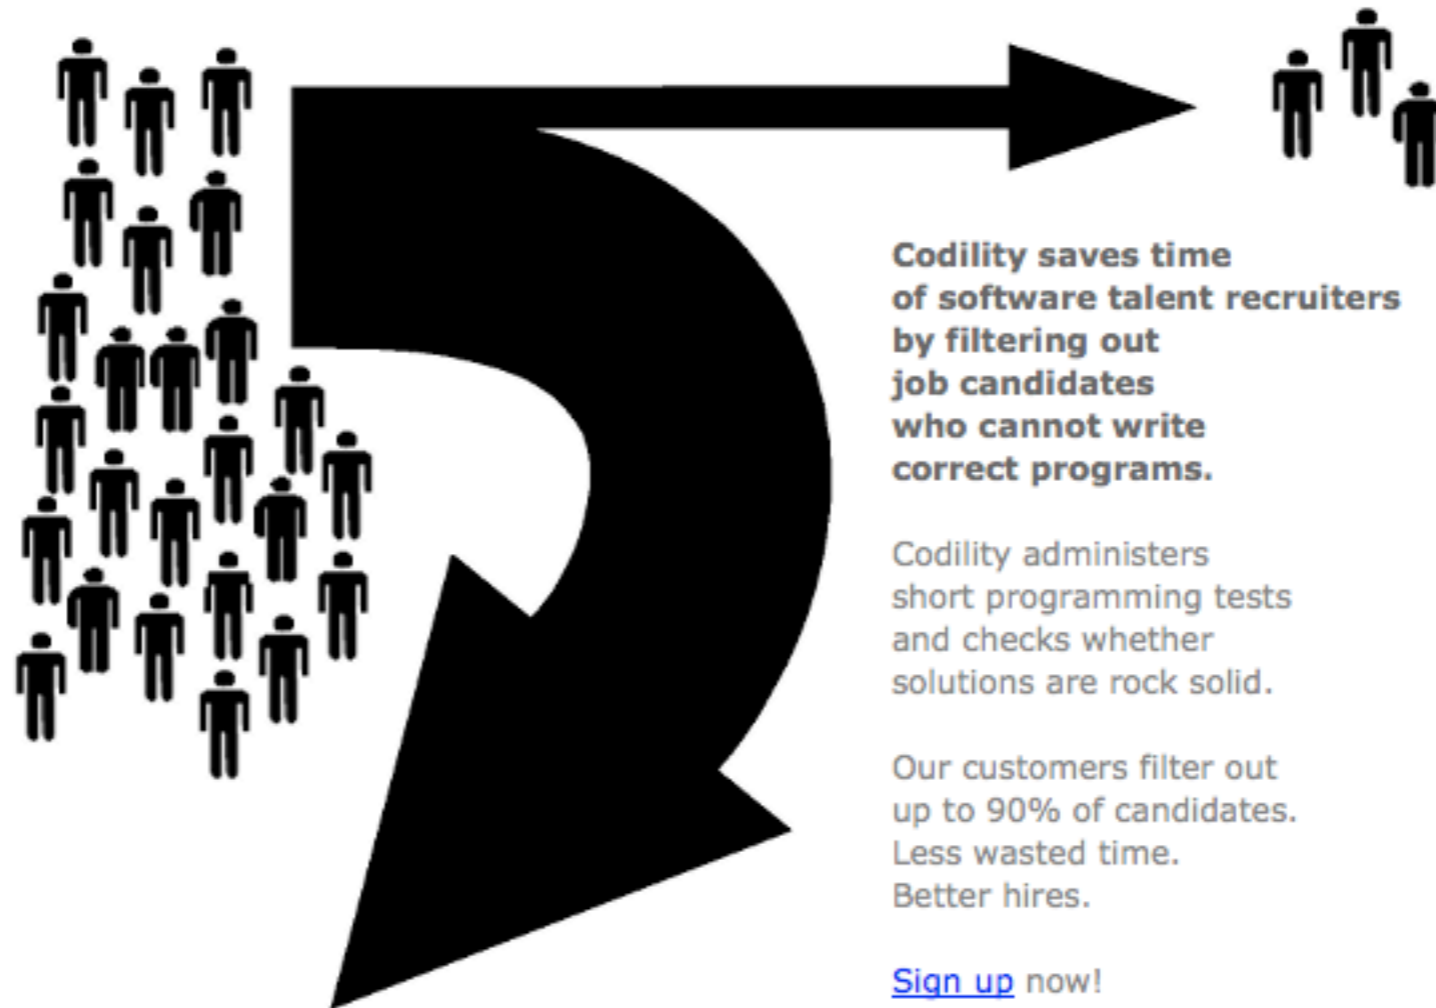 Codility saves time
of software talent recruiters
by filtering out
job candidates
who cannot write
correct programs.
Codility administers
short programming tests
and checks whether
solutions are rock solid.
Our customers filter out
up to 90% of candidates.
Less wasted time.
Better hires.
Sign up now!